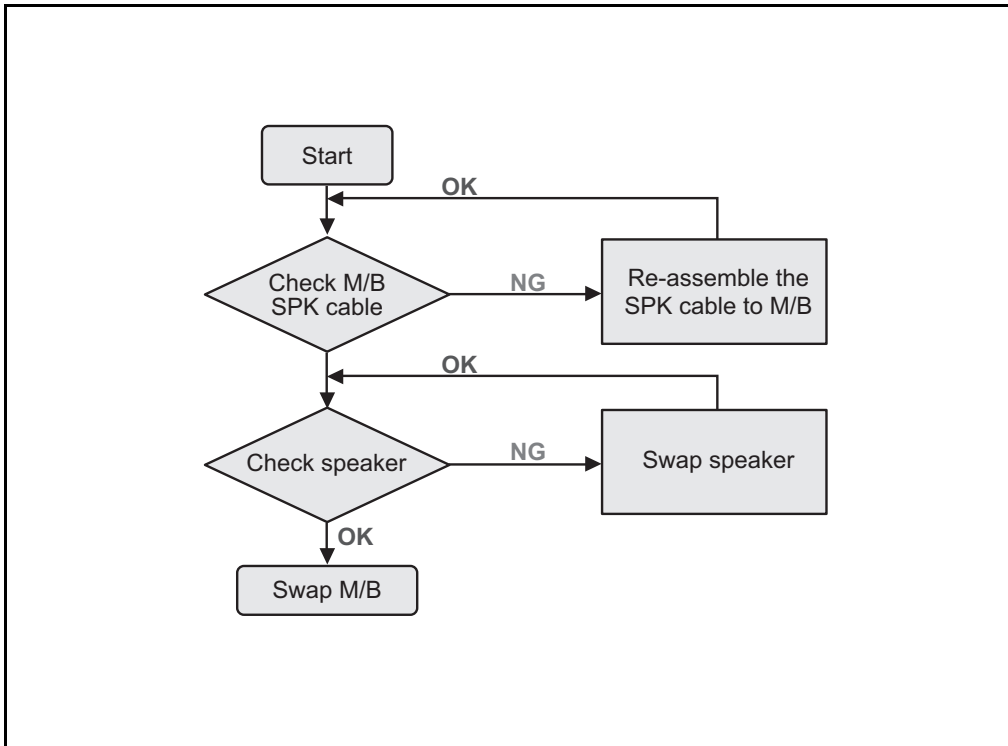 Start
OK
Check M/B
SPK cable
NG
Re-assemble the
SPK cable to M/B
OK
Check speaker
NG
Swap speaker
OK
Swap M/B